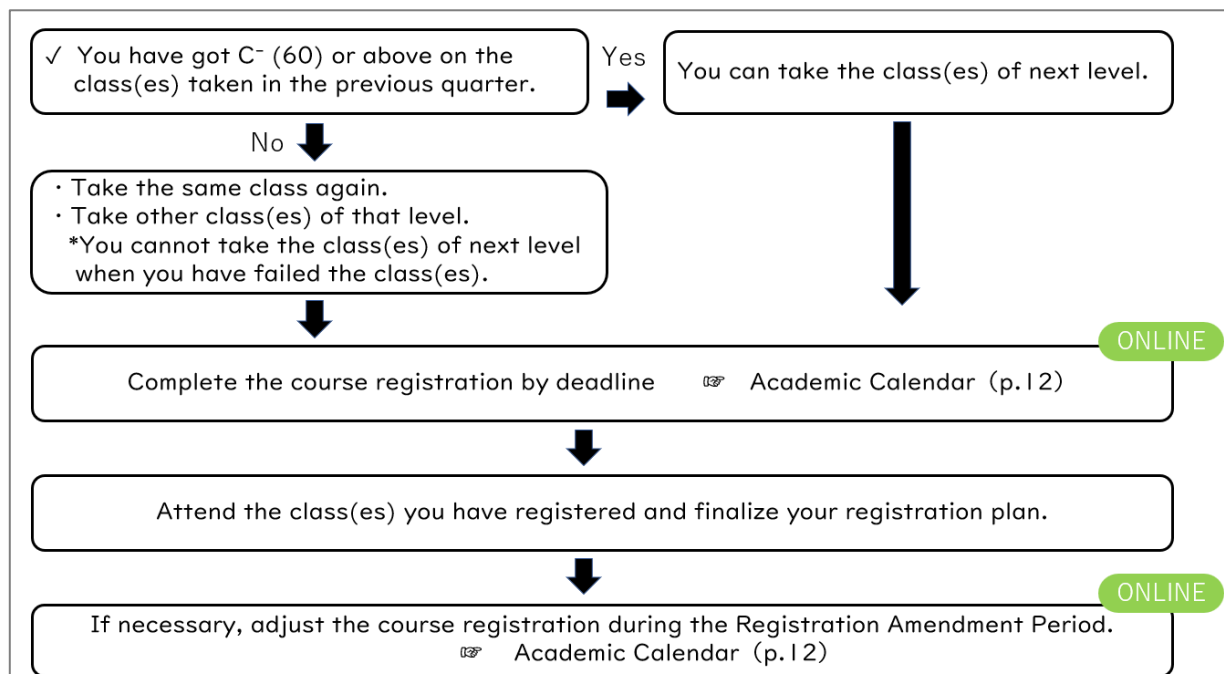 ✓ You have got C⁻ (60) or above on the
class(es) taken in the previous quarter.
Yes
You can take the class(es) of next level.
No
・Take the same class again.
・Take other class(es) of that level.
*You cannot take the class(es) of next level
when you have failed the class(es).
ONLINE
Complete the course registration by deadline ☞ Academic Calendar (p.12)
Attend the class(es) you have registered and finalize your registration plan.
ONLINE
If necessary, adjust the course registration during the Registration Amendment Period.
☞ Academic Calendar (p.12)